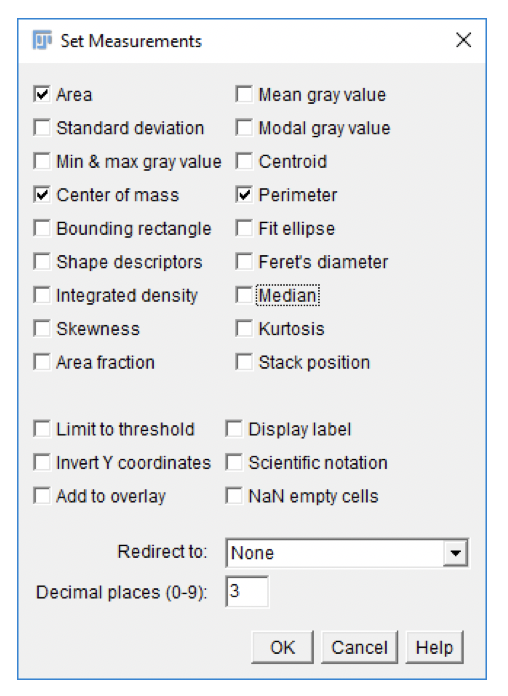 Set Measurements
Area Mean gray value
Standard deviation Modal gray value
Min & max gray value Centroid
Center of mass Perimeter
Bounding rectangle Fit ellipse
Shape descriptors Feret's diameter
Integrated density Median
Skewness Kurtosis
Area fraction Stack position
Limit to threshold Display label
Invert Y coordinates Scientific notation
Add to overlay NaN empty cells
Redirect to: None
Decimal places (0-9): 3
OK Cancel Help